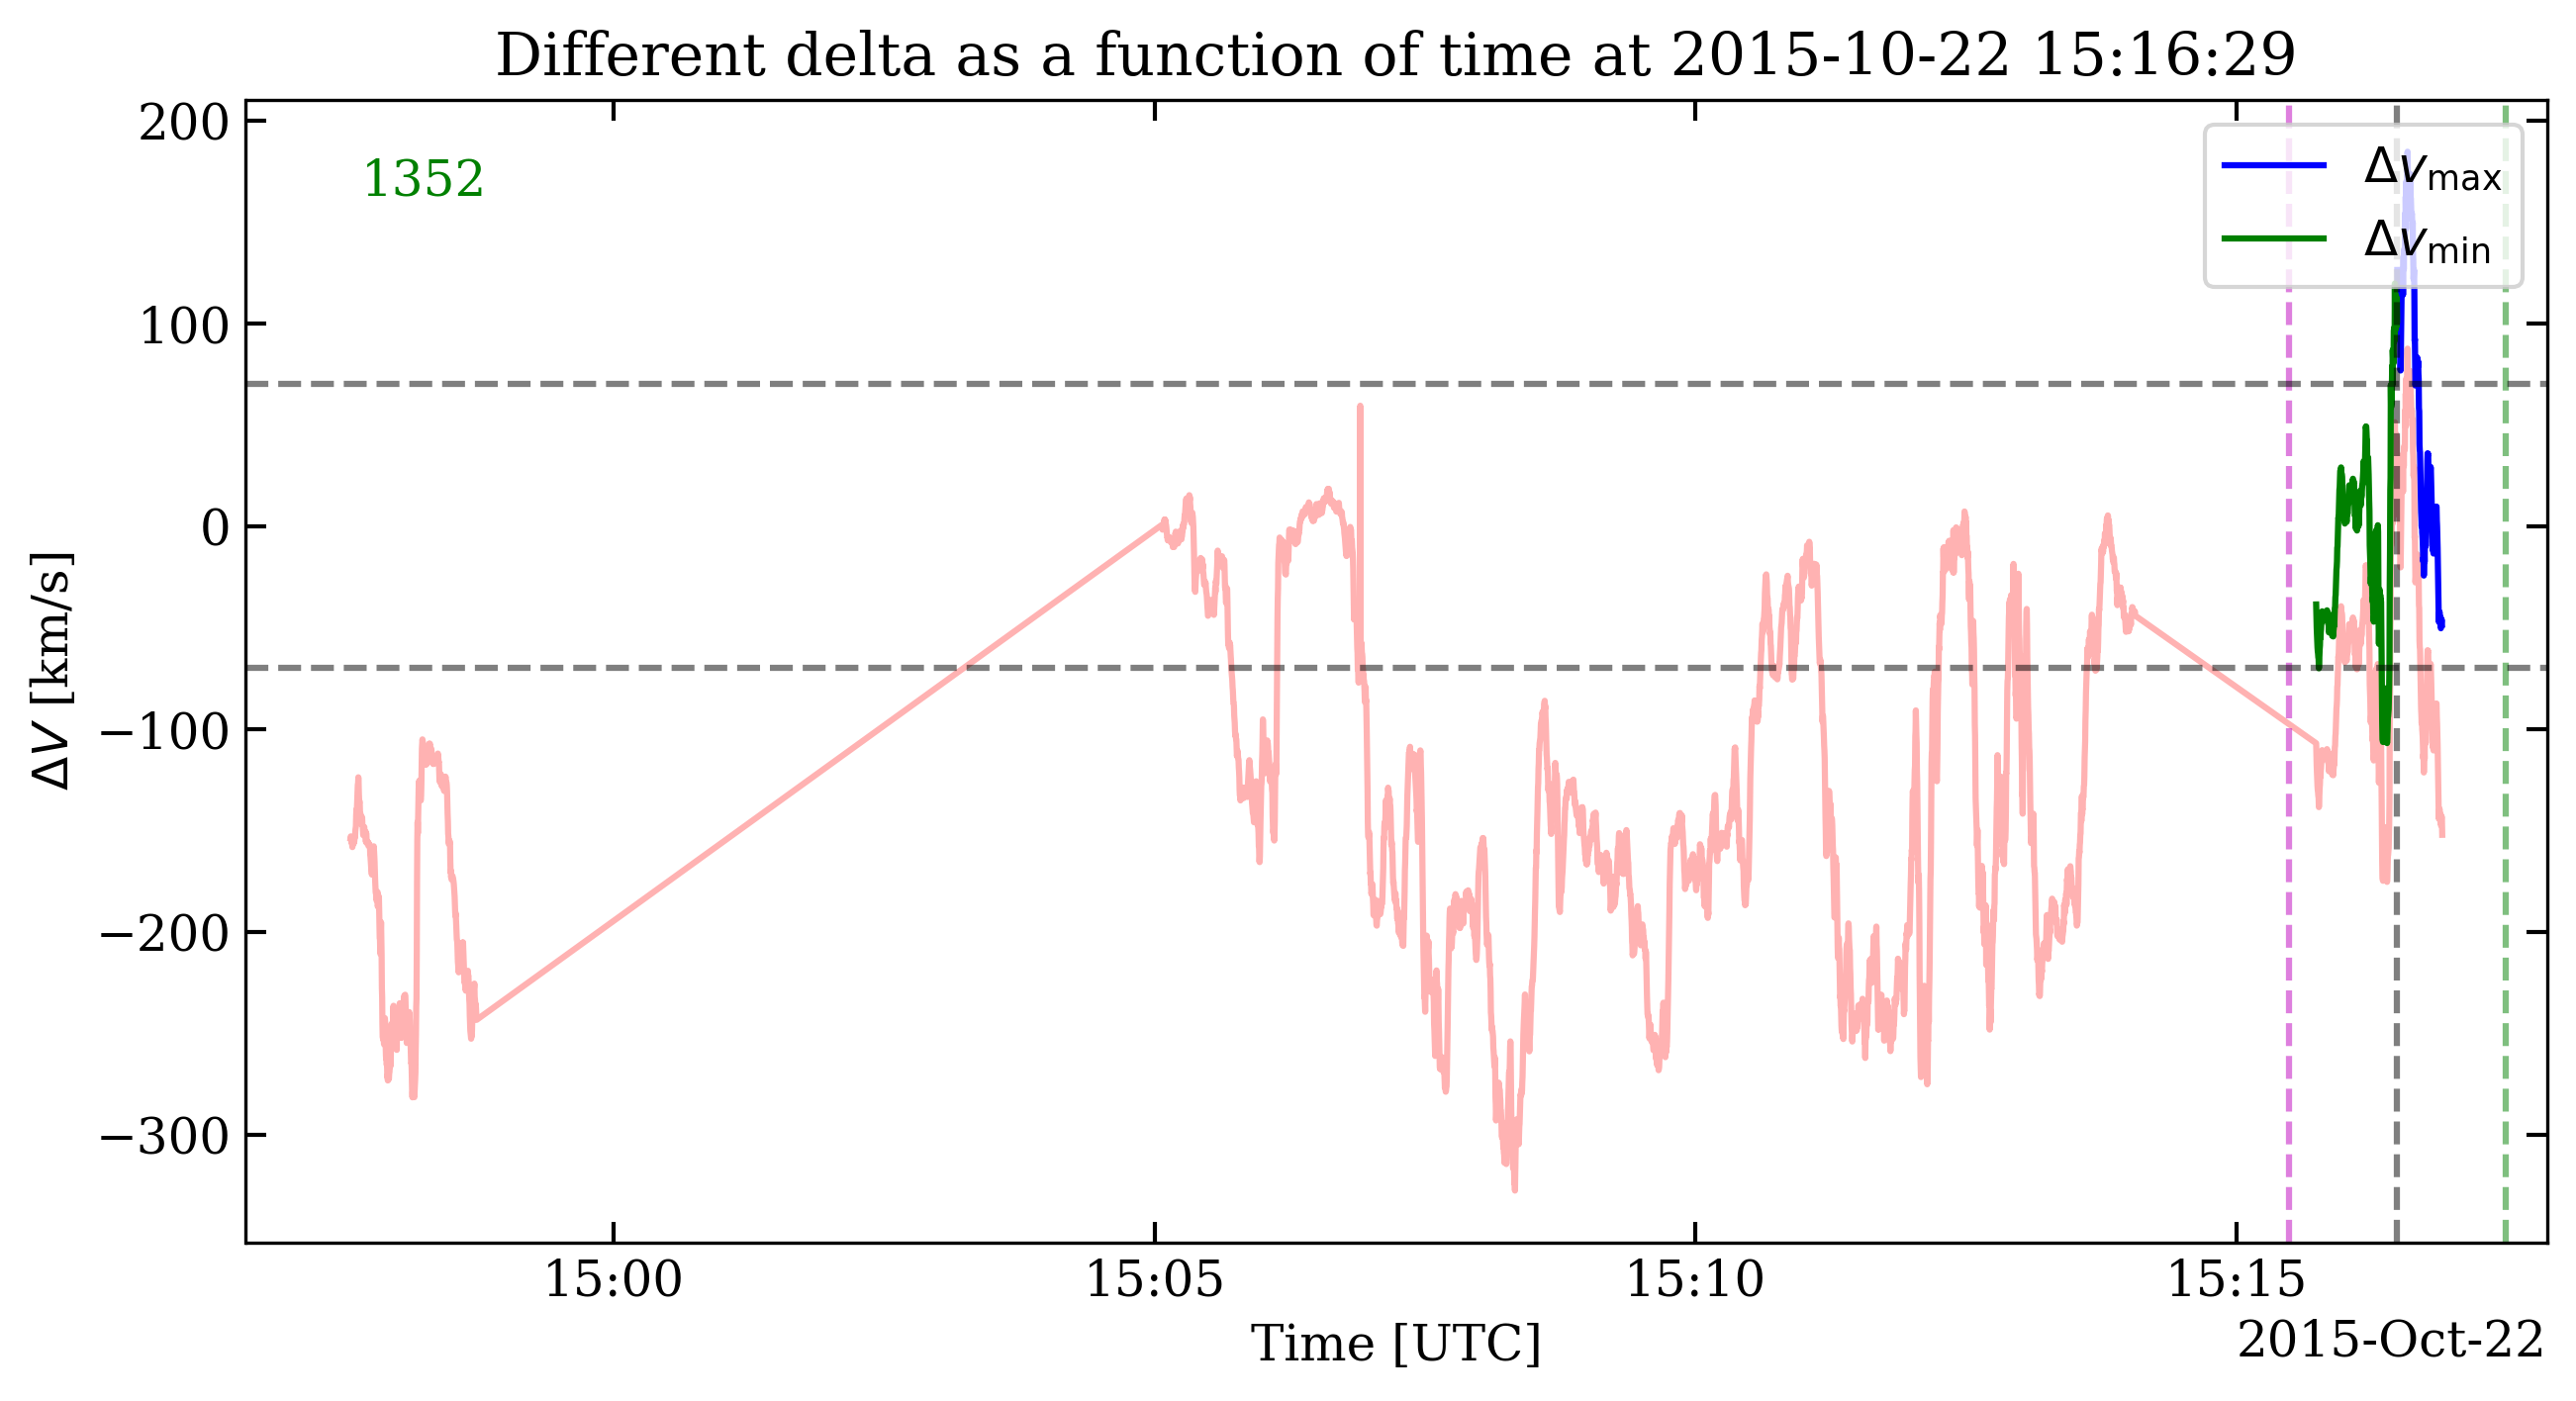 Different delta as a function of time at 2015-10-22 15:16:29
200
100
0
−100
−200
−300
ΔV [km/s]
1352
Δv_max
Δv_min
15:00 15:05 15:10 15:15
Time [UTC]
2015-Oct-22